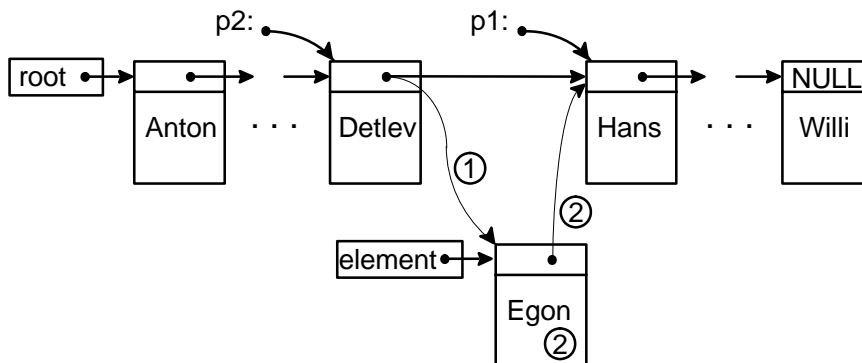 p2: p1:
root NULL
Anton . . . Detlev Hans . . . Willi
1
2
element
Egon
2